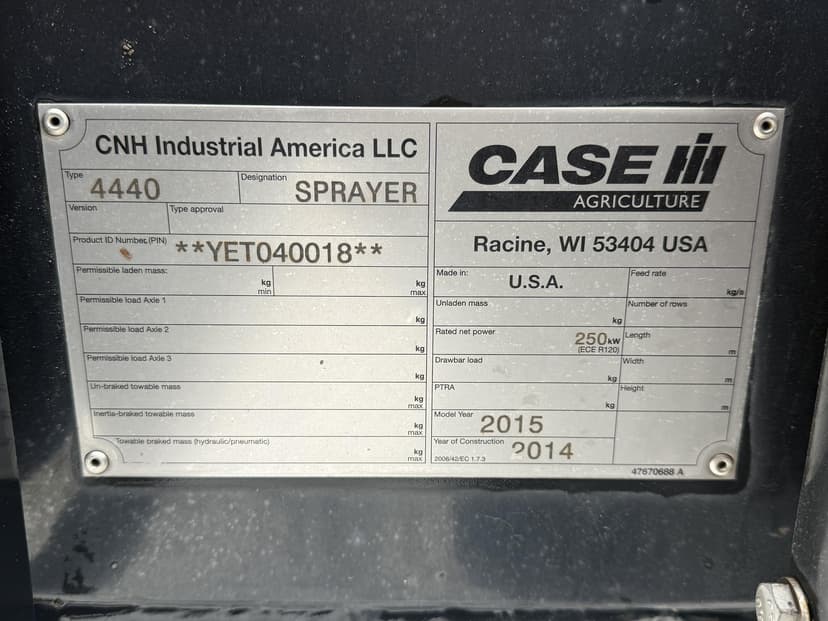 CNH Industrial America LLC
Type
4440
Designation
SPRAYER
Version
Type approval
Product ID Number, (PIN)
**YET040018**
Permissible laden mass:
kg
min
kg
max
Permissible load Axle 1
kg
Permissible load Axle 2
kg
Permissible load Axle 3
kg
Un-braked towable mass
kg
max
Inertia-braked towable mass
kg
max
Towable braked mass (hydraulic/pneumatic)
kg
max
CASE IH
AGRICULTURE
Racine, WI 53404 USA
Made in:
U.S.A.
Feed rate
kg/s
Unladen mass
kg
Number of rows
Rated net power
250 kW
(ECE R120)
Length
m
Drawbar load
kg
Width
m
PTRA
kg
Height
m
Model Year
2015
Year of Construction
2014
2006/42/EC 1.7.3
47670688 A